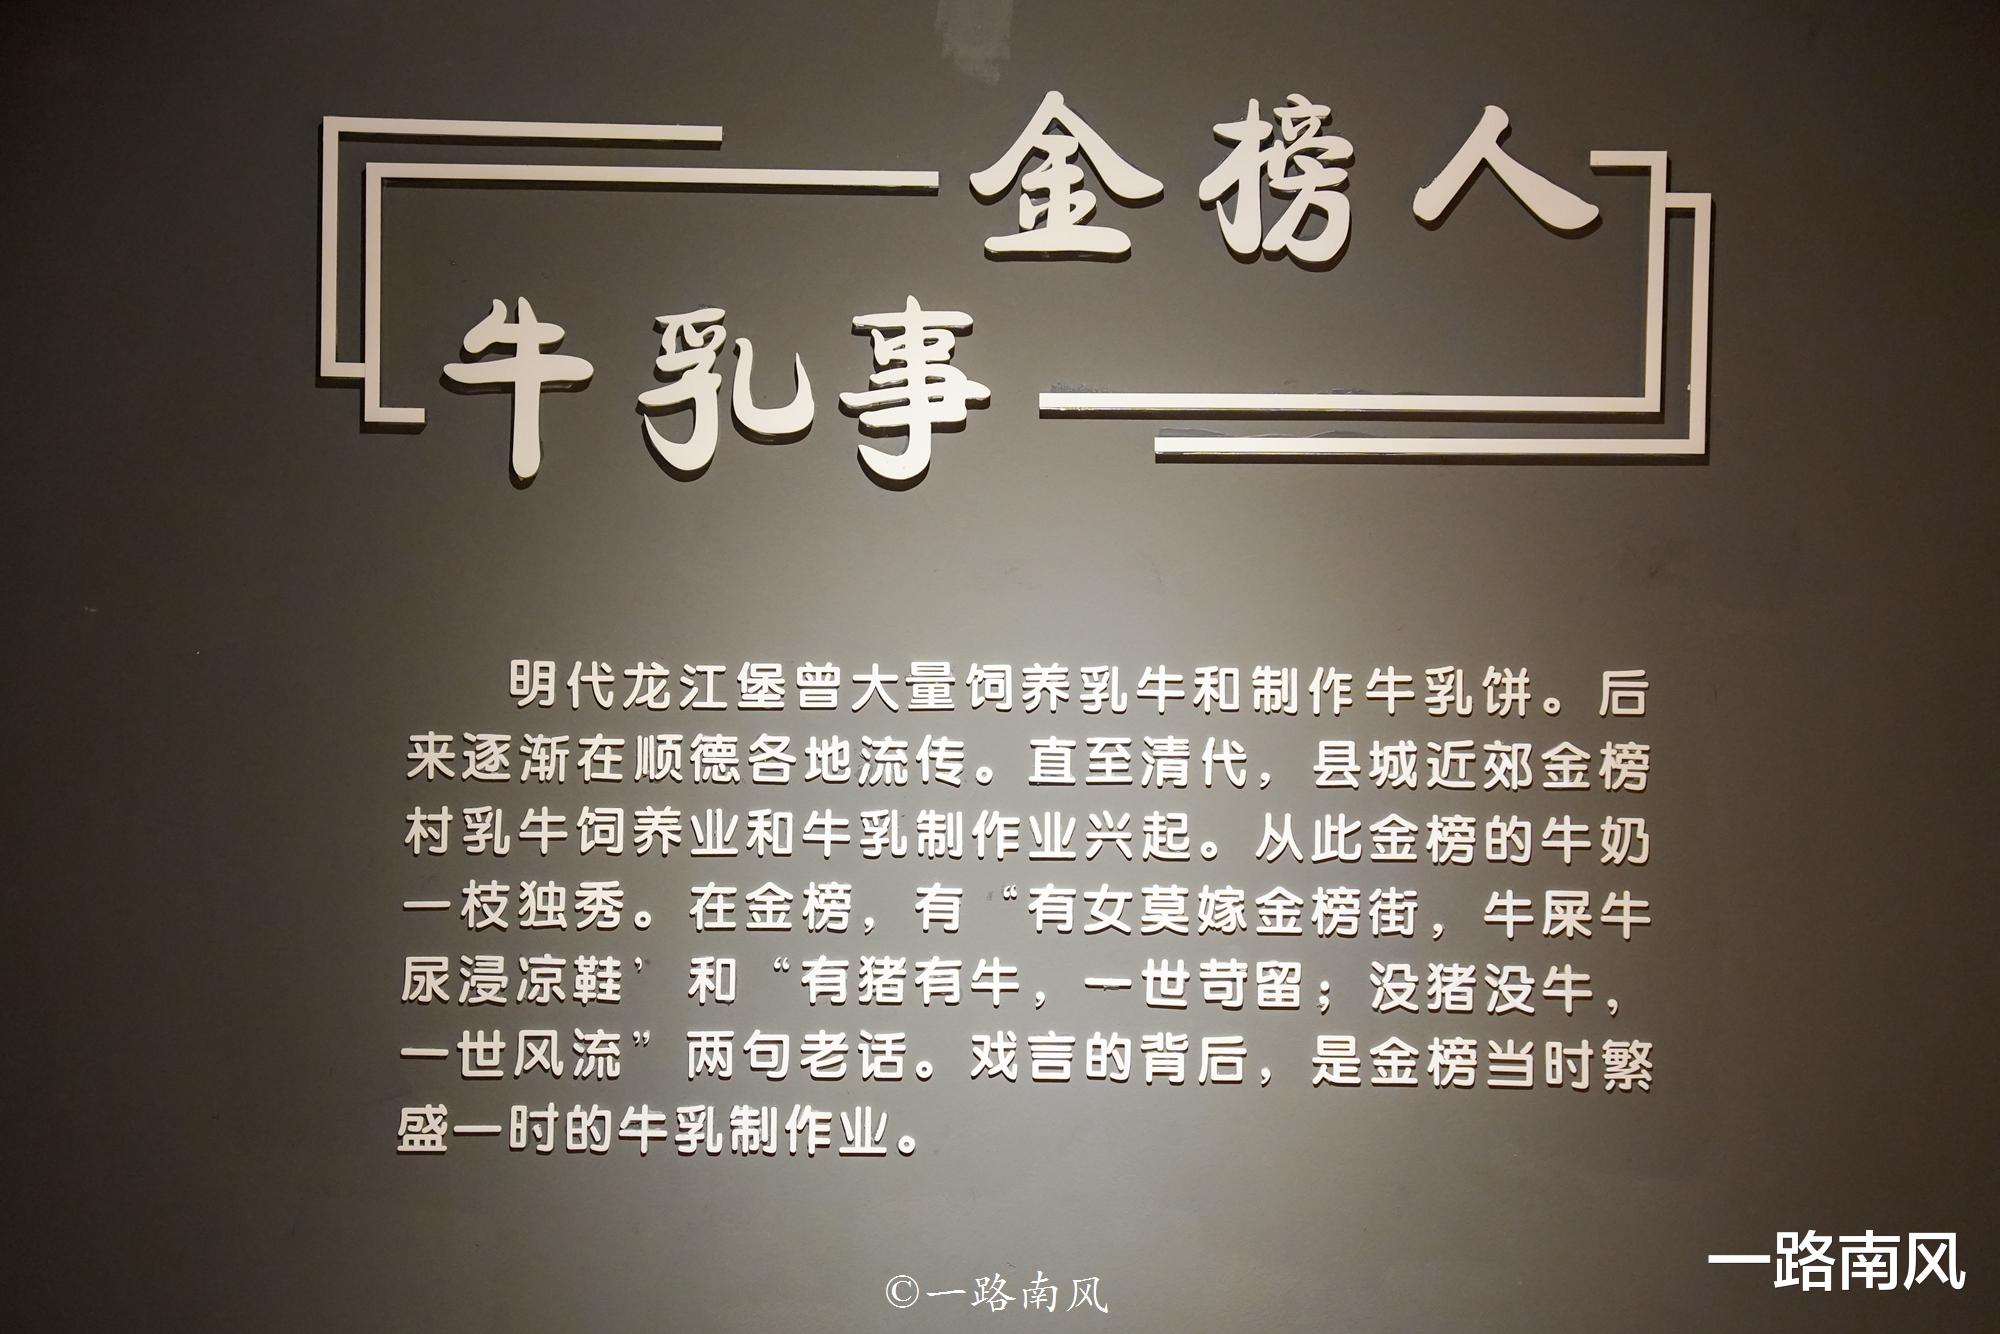 金榜人
牛乳事
明代龙江堡曾大量饲养乳牛和制作牛乳饼。后
来逐渐在顺德各地流传。直至清代，县城近郊金榜
村乳牛饲养业和牛乳制作业兴起。从此金榜的牛奶
一枝独秀。在金榜，有“有女莫嫁金榜街，牛屎牛
尿浸凉鞋’和“有猪有牛，一世苛留；没猪没牛，
一世风流”两句老话。戏言的背后，是金榜当时繁
盛一时的牛乳制作业。
一路南风
©一路南风